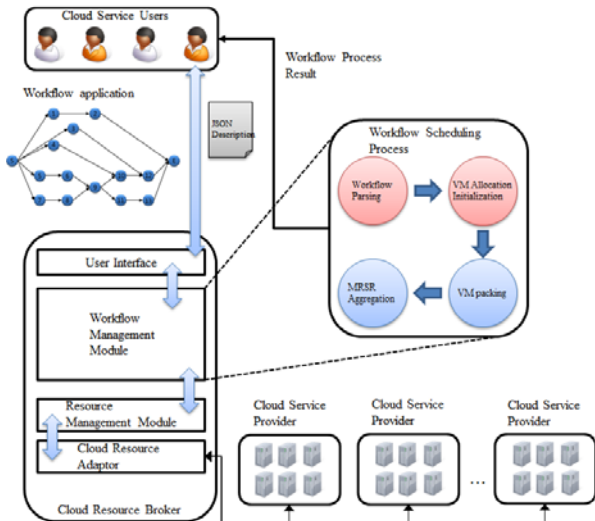 Cloud Service Users
Workflow Process
Result
Workflow application
JSON
Description
Workflow Scheduling
Process
Workflow
Parsing
VM Allocation
Initialization
MRSR
Aggregation
VM packing
User Interface
Workflow
Management
Module
Resource
Management Module
Cloud Resource
Adaptor
Cloud Resource Broker
Cloud Service
Provider
Cloud Service
Provider
Cloud Service
Provider
...